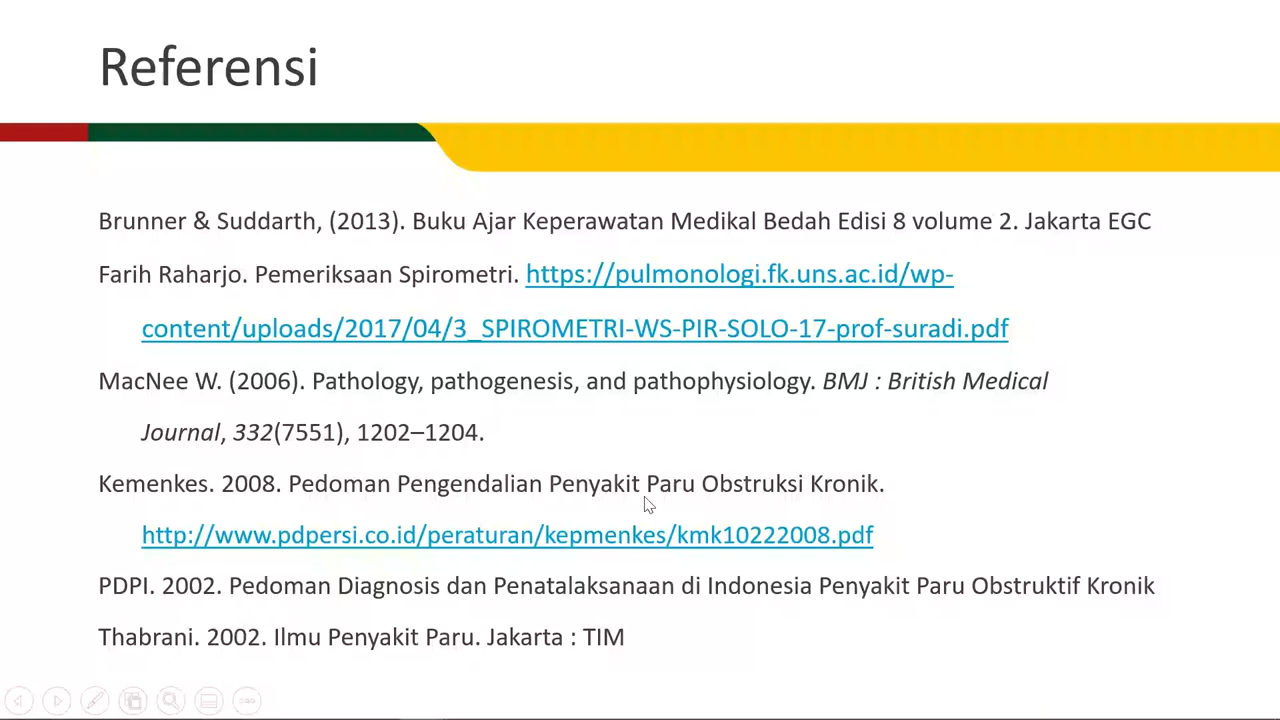 Referensi
Brunner & Suddarth, (2013). Buku Ajar Keperawatan Medikal Bedah Edisi 8 volume 2. Jakarta EGC
Farih Raharjo. Pemeriksaan Spirometri. https://pulmonologi.fk.uns.ac.id/wp-
content/uploads/2017/04/3_SPIROMETRI-WS-PIR-SOLO-17-prof-suradi.pdf
MacNee W. (2006). Pathology, pathogenesis, and pathophysiology. BMJ : British Medical
Journal, 332(7551), 1202–1204.
Kemenkes. 2008. Pedoman Pengendalian Penyakit Paru Obstruksi Kronik.
http://www.pdpersi.co.id/peraturan/kepmenkes/kmk10222008.pdf
PDPI. 2002. Pedoman Diagnosis dan Penatalaksanaan di Indonesia Penyakit Paru Obstruktif Kronik
Thabrani. 2002. Ilmu Penyakit Paru. Jakarta : TIM